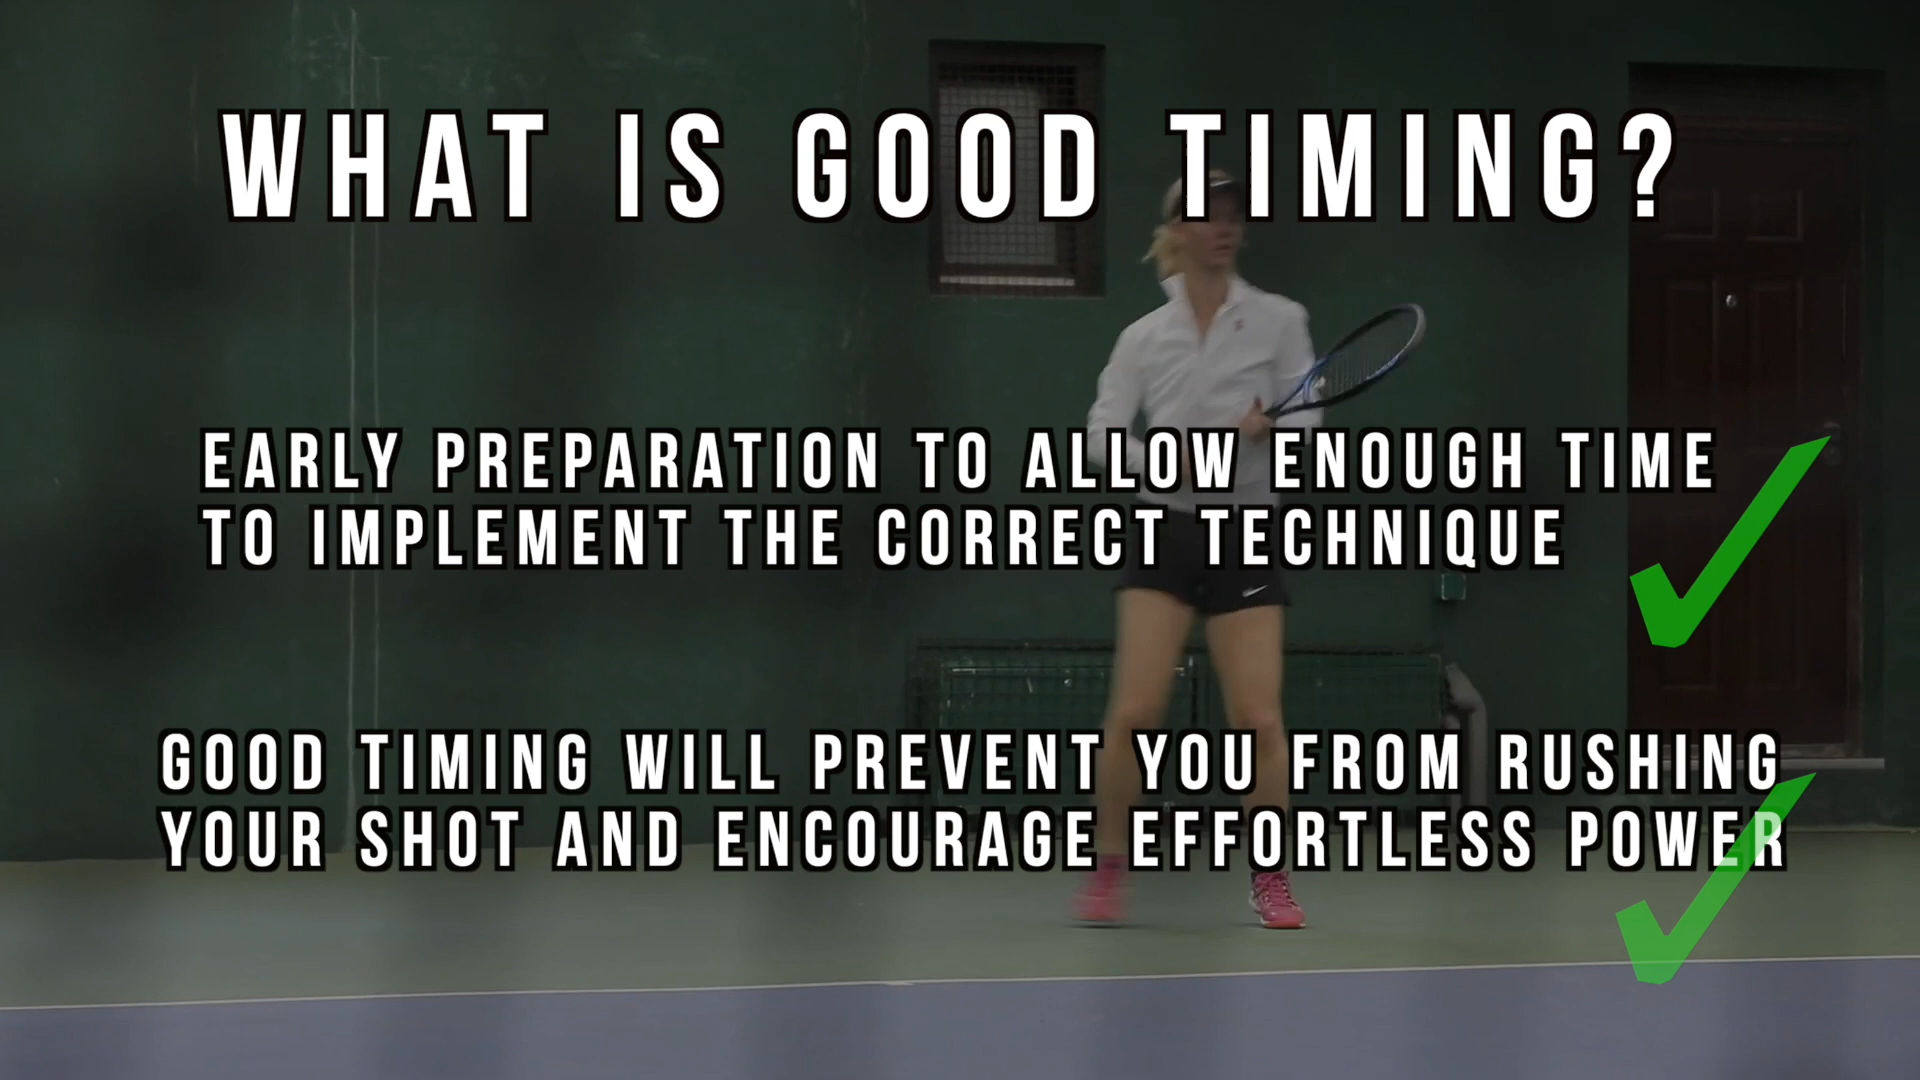 WHAT IS GOOD TIMING?
EARLY PREPARATION TO ALLOW ENOUGH TIME
TO IMPLEMENT THE CORRECT TECHNIQUE
GOOD TIMING WILL PREVENT YOU FROM RUSHING
YOUR SHOT AND ENCOURAGE EFFORTLESS POWER